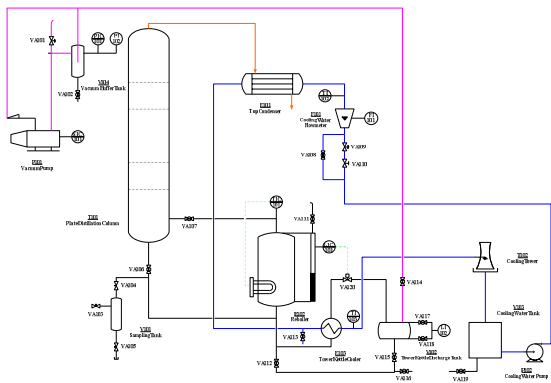 VA101
V104
Vacuum Buffer Tank
VA102
P101
Vacuum Pump
E101
Top Condenser
F101
Cooling Water
flowmeter
VA108
VA109
VA110
T101
Plate Distillation Column
VA107
VA111
VA106
VA104
VA103
VA105
V101
Sampling Tank
Reboiler
VA120
VA114
VA113
E103
Tower Kettle Cooler
VA112
VA117
VA118
VA115
V102
Tower Kettle Discharge Tank
VA116
VA119
T102
Cooling Tower
V103
Cooling Water Tank
P102
Cooling Water Pump